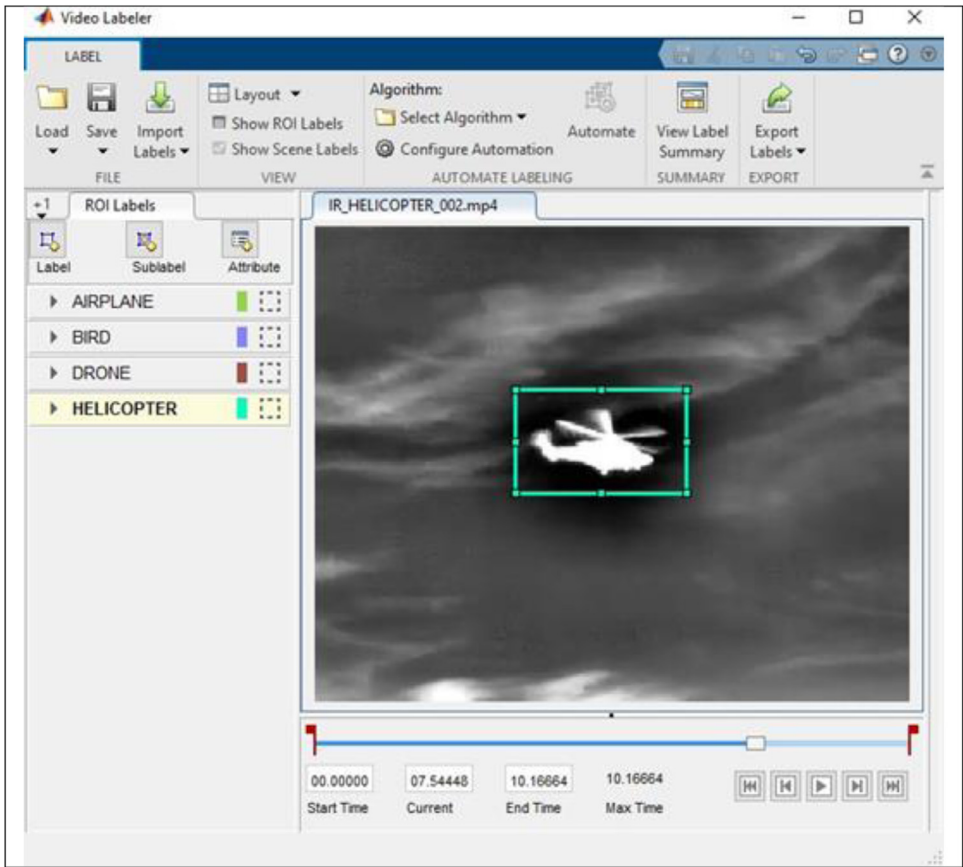 Video Labeler
LABEL
Load
Save
Import
Labels
FILE
Layout
Show ROI Labels
Show Scene Labels
VIEW
Algorithm:
Select Algorithm
Configure Automation
Automate
AUTOMATE LABELING
View Label
Summary
SUMMARY
Export
Labels
EXPORT
+1
ROI Labels
Label
Sublabel
Attribute
AIRPLANE
BIRD
DRONE
HELICOPTER
IR_HELICOPTER_002.mp4
00.00000
07.54448
10.16664
10.16664
Start Time
Current
End Time
Max Time